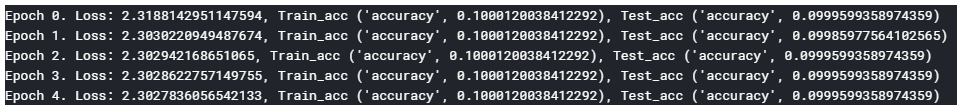 Epoch 0. Loss: 2.3188142951147594, Train_acc ('accuracy', 0.1000120038412292), Test_acc ('accuracy', 0.0999599358974359)
Epoch 1. Loss: 2.3030220949487674, Train_acc ('accuracy', 0.1000120038412292), Test_acc ('accuracy', 0.09985977564102565)
Epoch 2. Loss: 2.302942168651065, Train_acc ('accuracy', 0.1000120038412292), Test_acc ('accuracy', 0.0999599358974359)
Epoch 3. Loss: 2.3028622757149755, Train_acc ('accuracy', 0.1000120038412292), Test_acc ('accuracy', 0.0999599358974359)
Epoch 4. Loss: 2.3027836056542133, Train_acc ('accuracy', 0.1000120038412292), Test_acc ('accuracy', 0.0999599358974359)